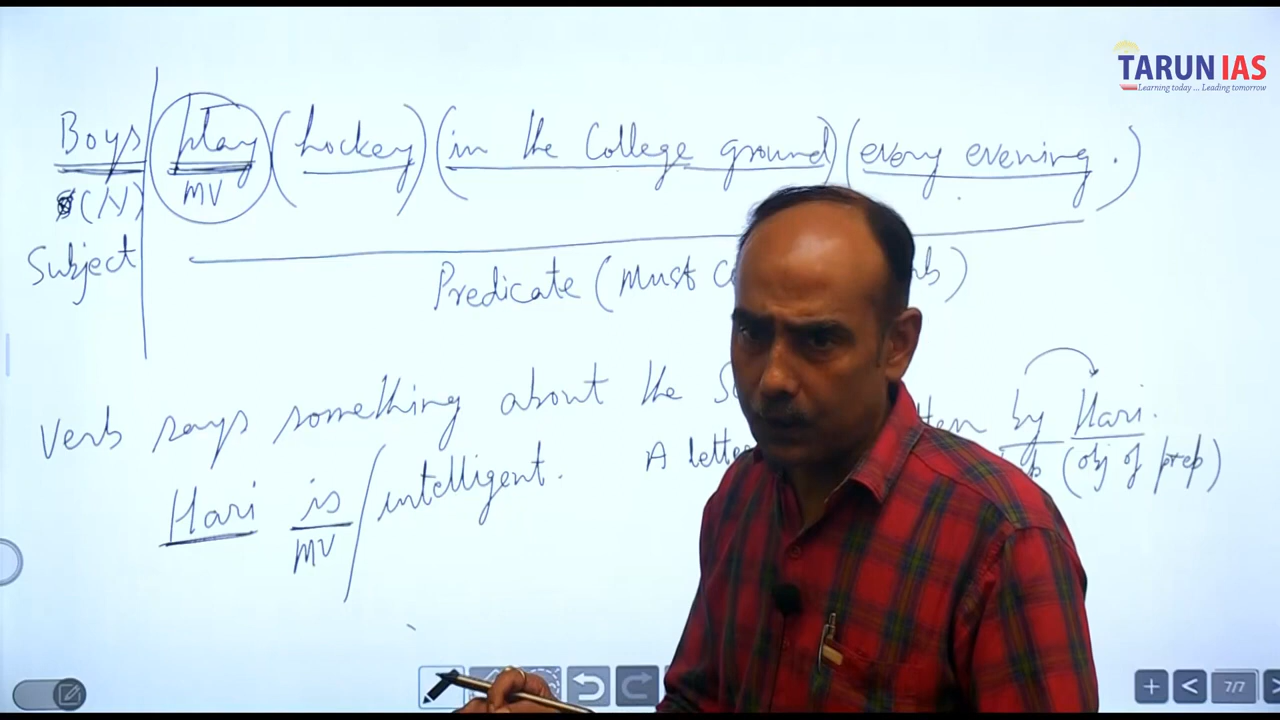 TARUN IAS
Learning today ... Leading tomorrow
Boys play hockey in the College ground every evening.
(N) MV
Subject
Predicate (Must
Verb says something about the
by Hari.
A letter
(obj of prep)
Hari is intelligent.
MV
7/7